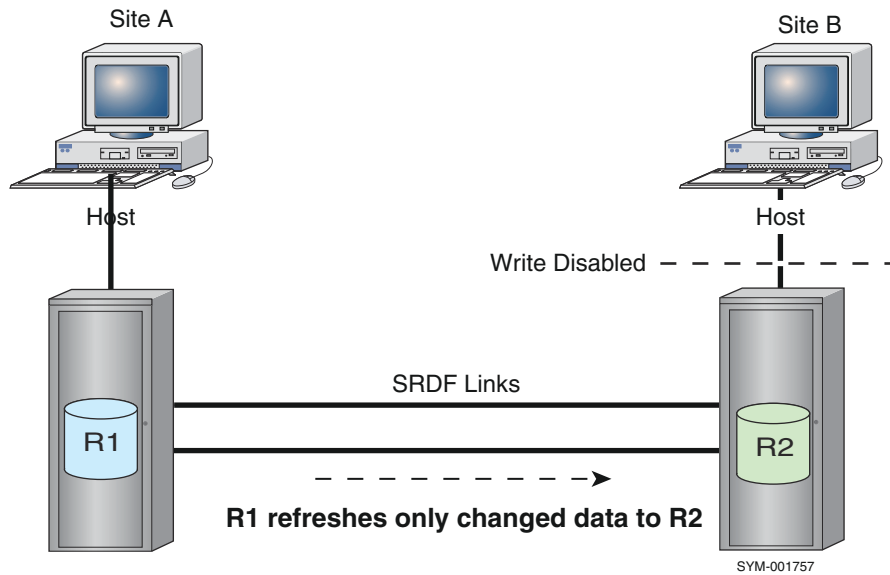 Site A
Site B
Host
Host
Write Disabled
SRDF Links
R1
R2
R1 refreshes only changed data to R2
SYM-001757